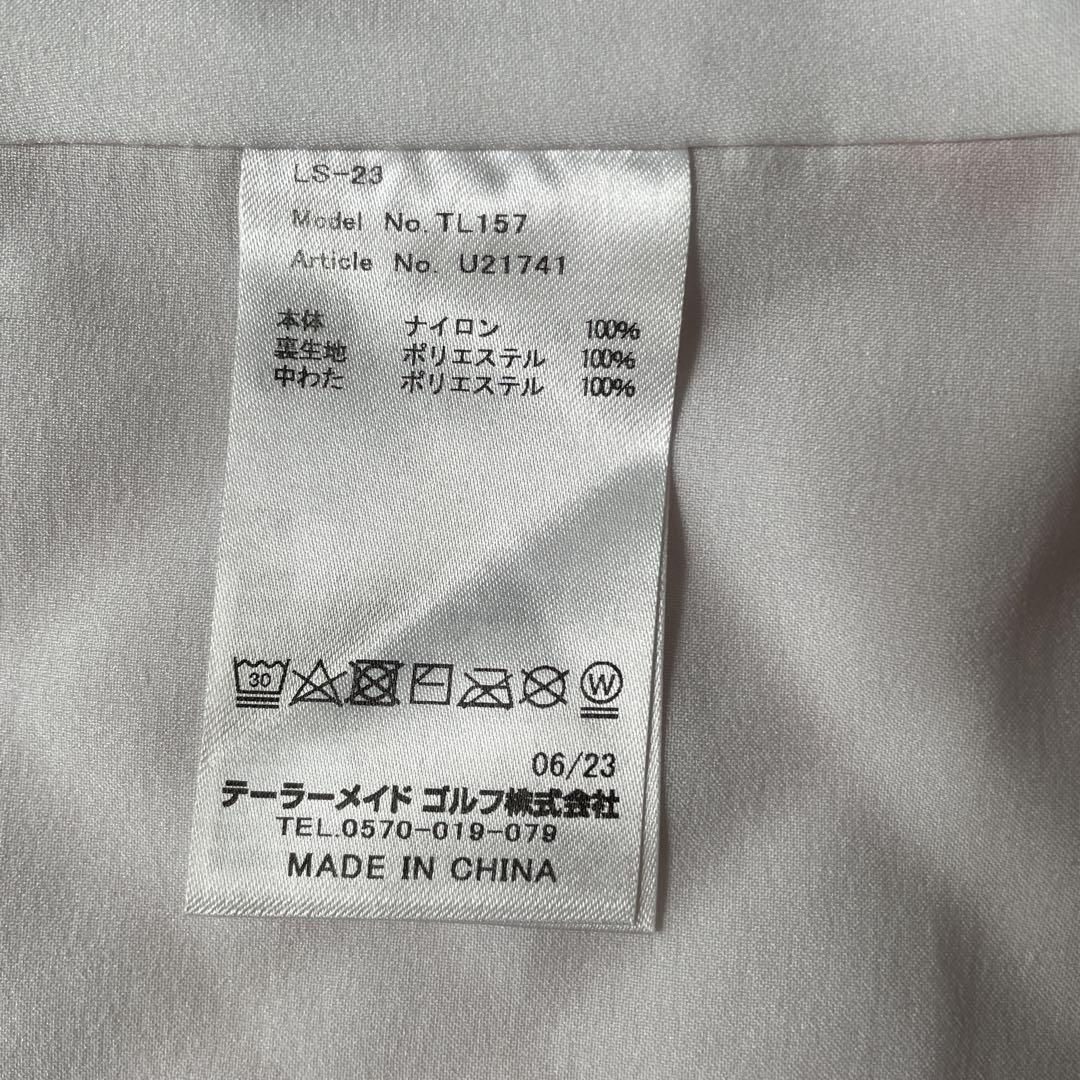 LS-23
Model No. TL157
Article No. U21741
本体 ナイロン 100%
裏生地 ポリエステル 100%
中わた ポリエステル 100%
30 W
06/23
テーラーメイド ゴルフ株式会社
TEL.0570-019-079
MADE IN CHINA